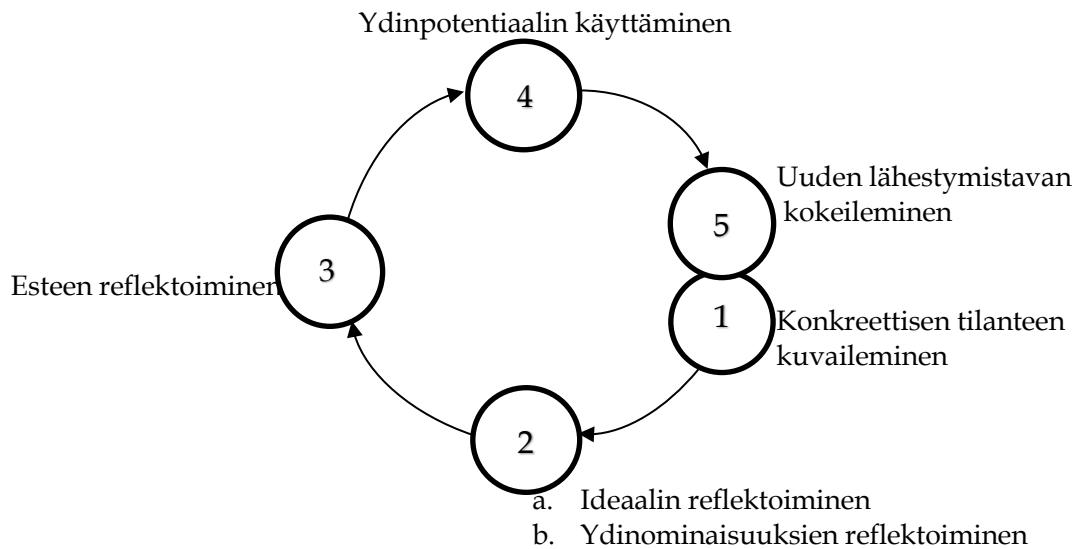 Ydinpotentiaalin käyttäminen
4
Uuden lähestymistavan
kokeileminen
5
3
Esteen reflektoiminen
1
Konkreettisen tilanteen
kuvaileminen
2
a. Ideaalin reflektoiminen
b. Ydinominaisuuksien reflektoiminen